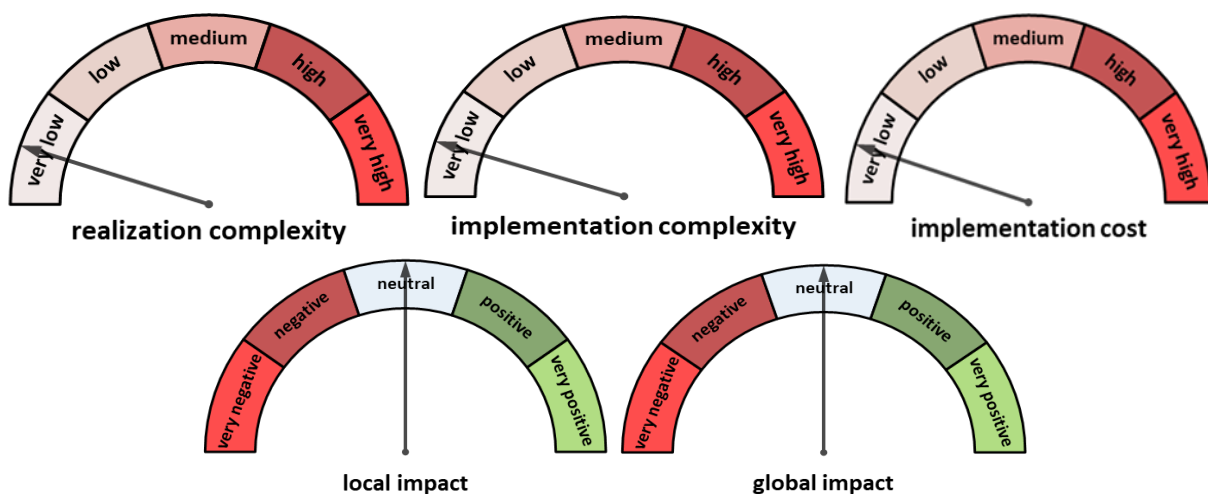 very low
low
medium
high
very high
realization complexity
very low
low
medium
high
very high
implementation complexity
very low
low
medium
high
very high
implementation cost
very negative
negative
neutral
positive
very positive
local impact
very negative
negative
neutral
positive
very positive
global impact